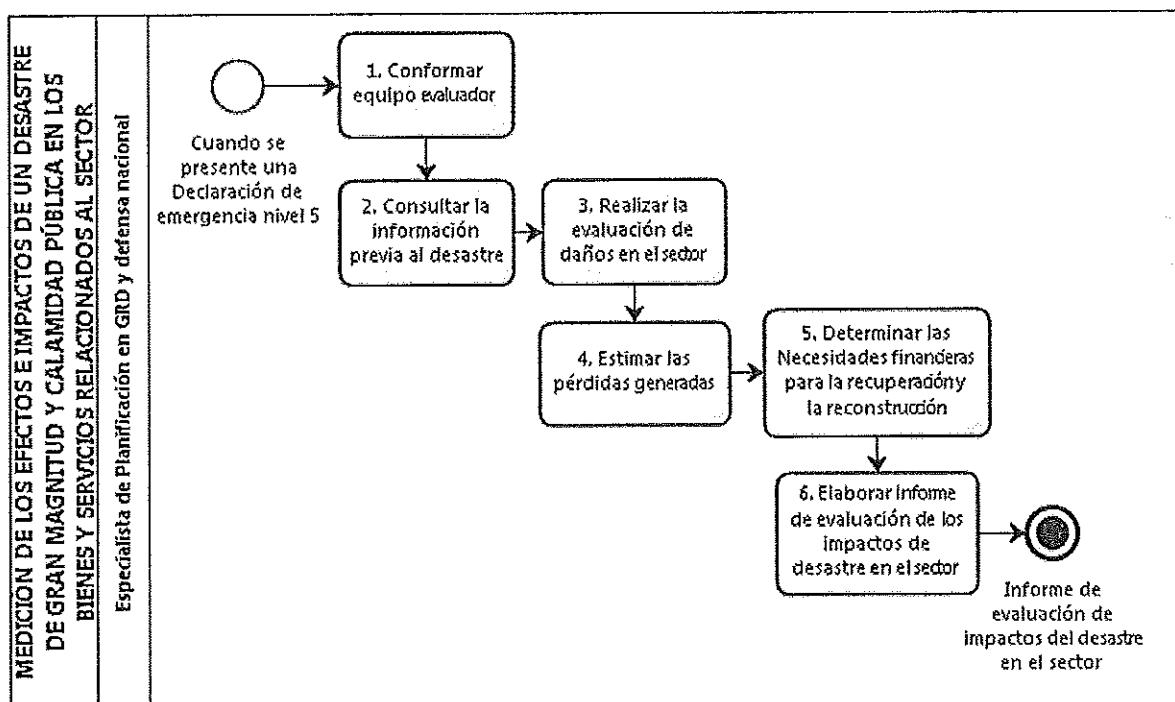 MEDICION DE LOS EFECTOS E IMPACTOS DE UN DESASTRE
DE GRAN MAGNITUD Y CALAMIDAD PÚBLICA EN LOS
BIENES Y SERVICIOS RELACIONADOS AL SECTOR
Especialista de Planificación en GRD y defensa nacional
Cuando se
presente una
Declaración de
emergencia nivel 5
1. Conformar
equipo evaluador
2. Consultar la
información
previa al desastre
3. Realizar la
evaluación de
daños en el sector
4. Estimar las
pérdidas generadas
5. Determinar las
Necesidades financieras
para la recuperación y
la reconstrucción
6. Elaborar Informe
de evaluación de los
impactos de
desastre en el sector
Informe de
evaluación de
impactos del desastre
en el sector